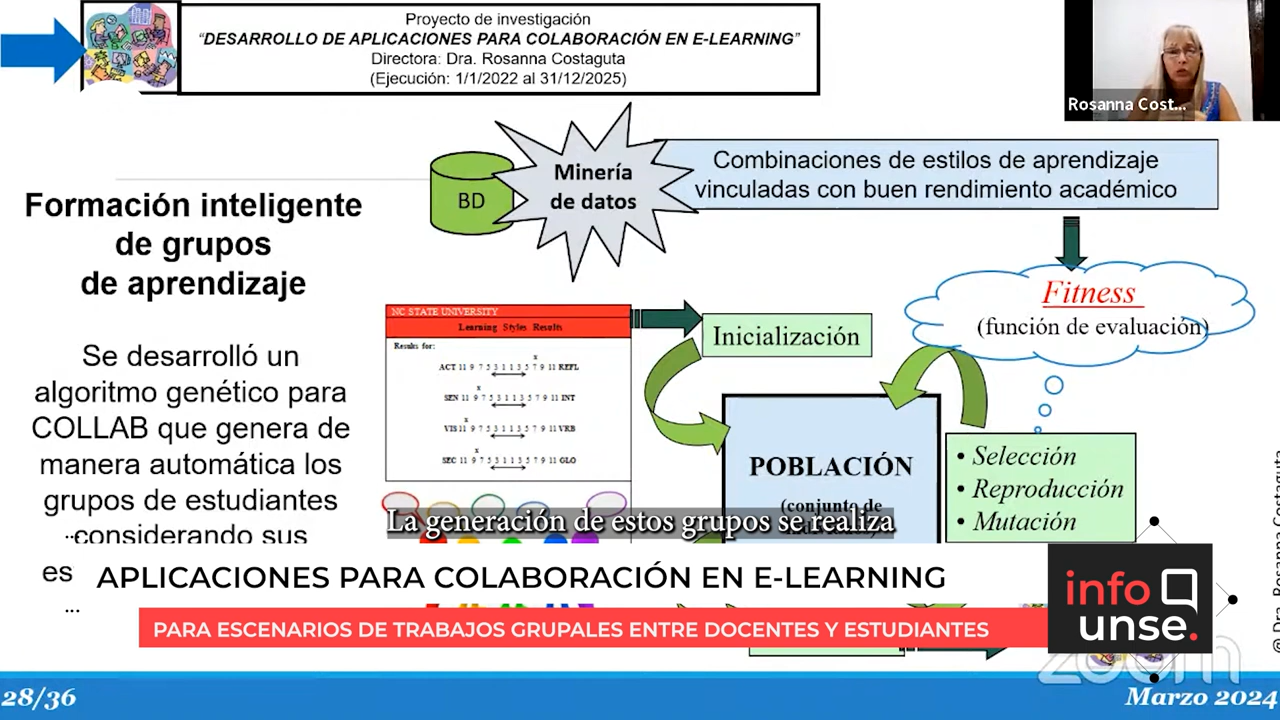 Proyecto de investigación
“DESARROLLO DE APLICACIONES PARA COLABORACIÓN EN E-LEARNING”
Directora: Dra. Rosanna Costaguta
(Ejecución: 1/1/2022 al 31/12/2025)
Rosanna Cost...
Formación inteligente
de grupos
de aprendizaje
Se desarrolló un
algoritmo genético para
COLLAB que genera de
manera automática los
grupos de estudiantes
considerando sus
es
...
BD
Minería
de datos
Combinaciones de estilos de aprendizaje
vinculadas con buen rendimiento académico
Fitness
(función de evaluación)
NC STATE UNIVERSITY
Learning Styles Results
Results for:
x
ACT 11 9 7 5 3 1 1 3 5 7 9 11 REFL
x
SEN 11 9 7 5 3 1 1 3 5 7 9 11 INT
x
VIS 11 9 7 5 3 1 1 3 5 7 9 11 VRB
x
SEC 11 9 7 5 3 1 1 3 5 7 9 11 GLO
Inicialización
POBLACIÓN
(conjunto de
• Selección
• Reproducción
• Mutación
La generación de estos grupos se realiza
APLICACIONES PARA COLABORACIÓN EN E-LEARNING
PARA ESCENARIOS DE TRABAJOS GRUPALES ENTRE DOCENTES Y ESTUDIANTES
info
unse.
zoom
©Dra. Rosanna Costaguta
28/36
Marzo 2024